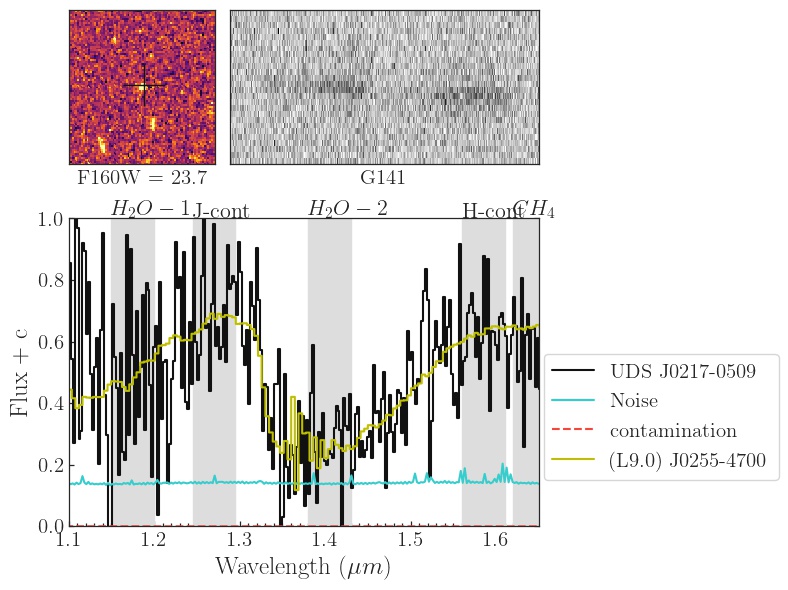 F160W = 23.7
G141
H2O − 1 J-cont H2O − 2 H-cont CH4
1.0
0.8
0.6
0.4
0.2
0.0
Flux + c
1.1 1.2 1.3 1.4 1.5 1.6
Wavelength (μm)
UDS J0217-0509
Noise
contamination
(L9.0) J0255-4700